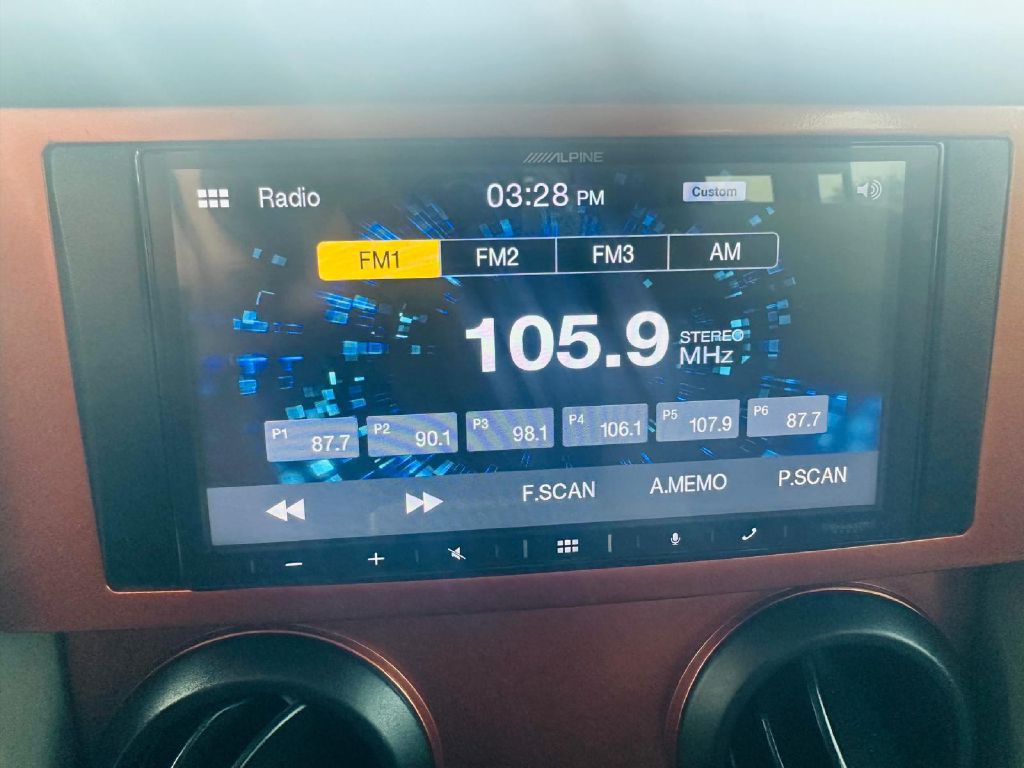 ALPINE
Radio 03:28 PM Custom
FM1 FM2 FM3 AM
105.9 STEREO
MHz
P1 87.7 P2 90.1 P3 98.1 P4 106.1 P5 107.9 P6 87.7
F.SCAN A.MEMO P.SCAN